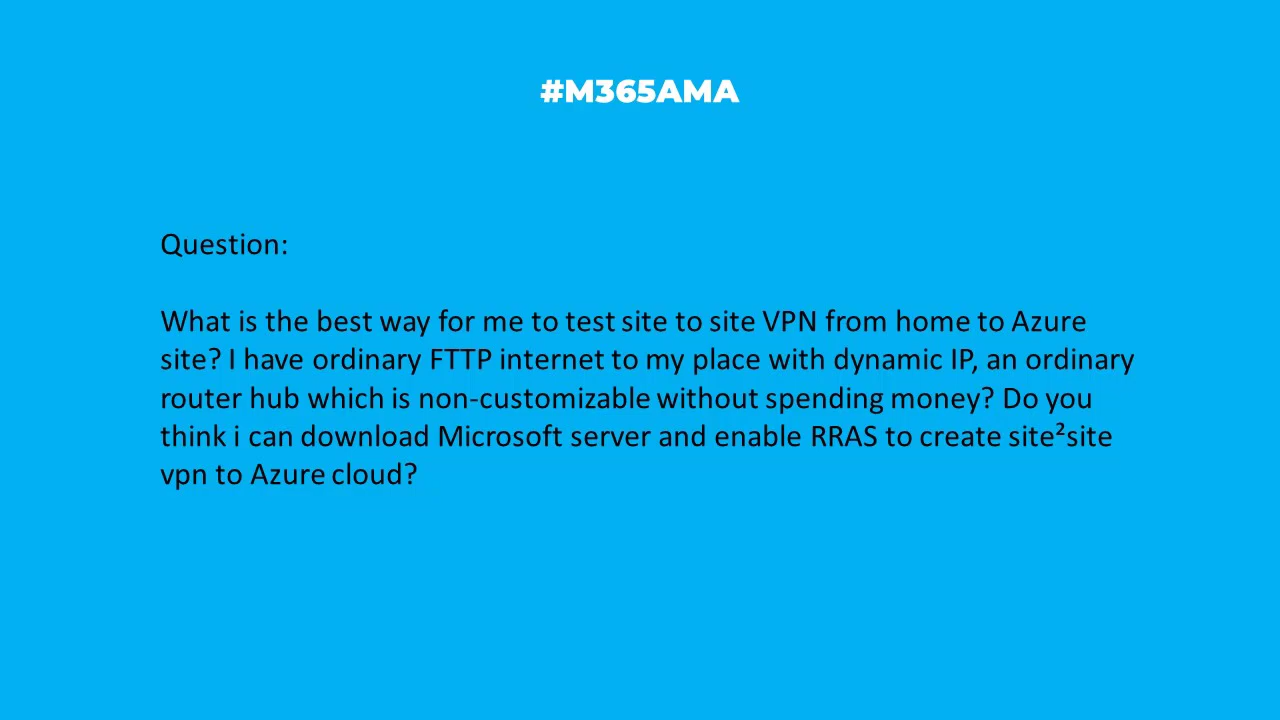 #M365AMA
Question:
What is the best way for me to test site to site VPN from home to Azure
site? I have ordinary FTTP internet to my place with dynamic IP, an ordinary
router hub which is non-customizable without spending money? Do you
think i can download Microsoft server and enable RRAS to create site²site
vpn to Azure cloud?